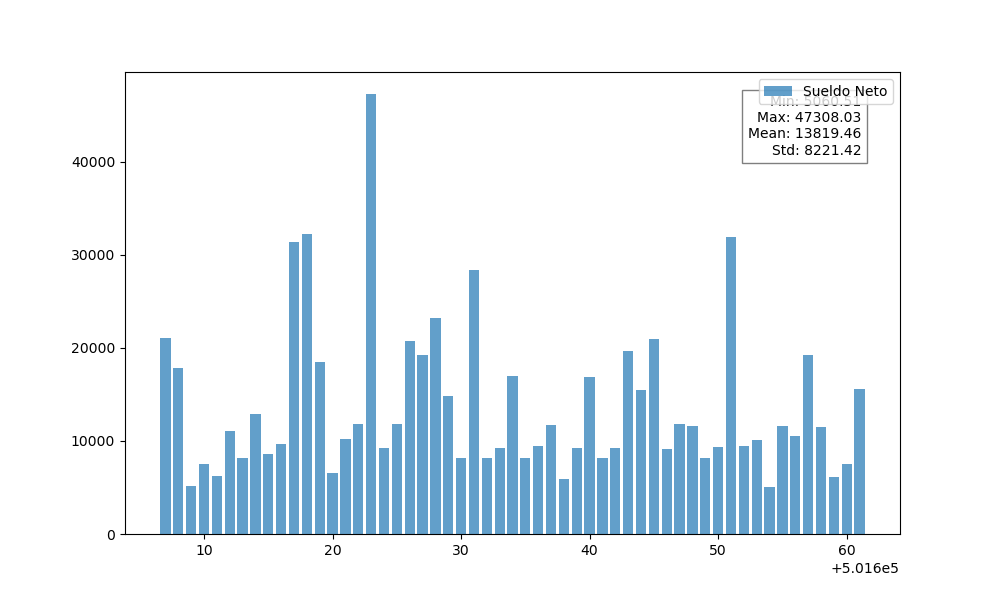 Sueldo Neto
Min: 5060.51
Max: 47308.03
Mean: 13819.46
Std: 8221.42
40000
30000
20000
10000
0
10 20 30 40 50 60
+5.016e5